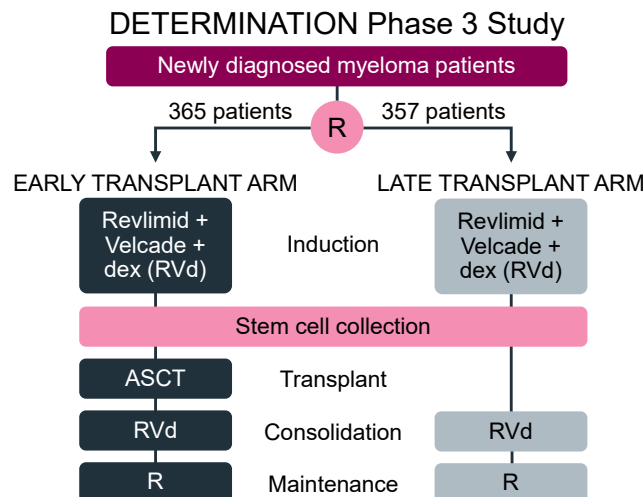 DETERMINATION Phase 3 Study
Newly diagnosed myeloma patients
365 patients
R
357 patients
EARLY TRANSPLANT ARM
LATE TRANSPLANT ARM
Revlimid +
Velcade +
dex (RVd)
Induction
Revlimid +
Velcade +
dex (RVd)
Stem cell collection
ASCT
Transplant
RVd
Consolidation
RVd
R
Maintenance
R